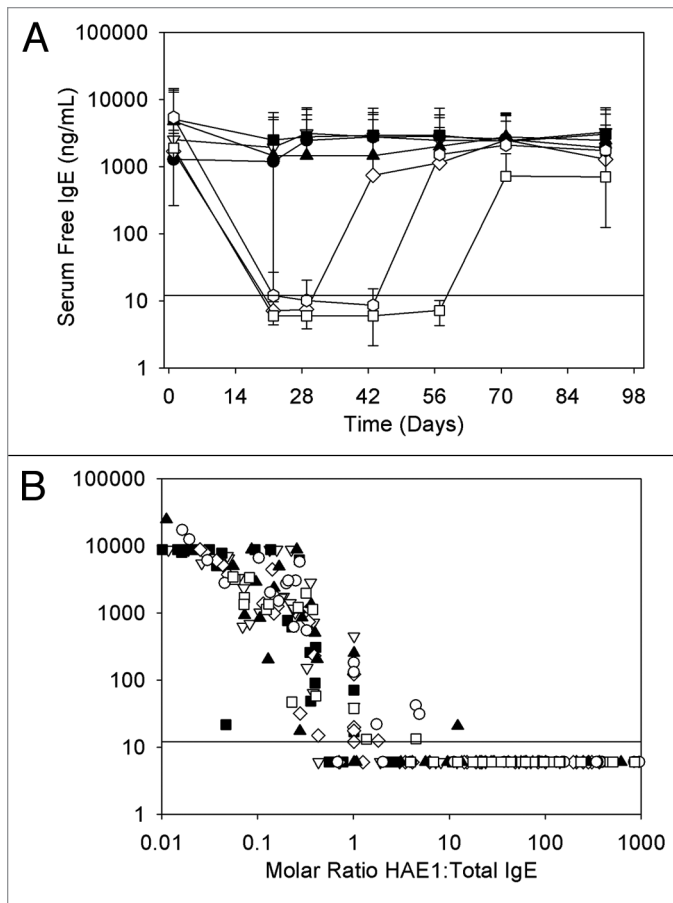 A
Serum Free IgE (ng/mL)
100000
10000
1000
100
10
1
0 14 28 42 56 70 84 98
Time (Days)
B
100000
10000
1000
100
10
1
0.01 0.1 1 10 100 1000
Molar Ratio HAE1:Total IgE